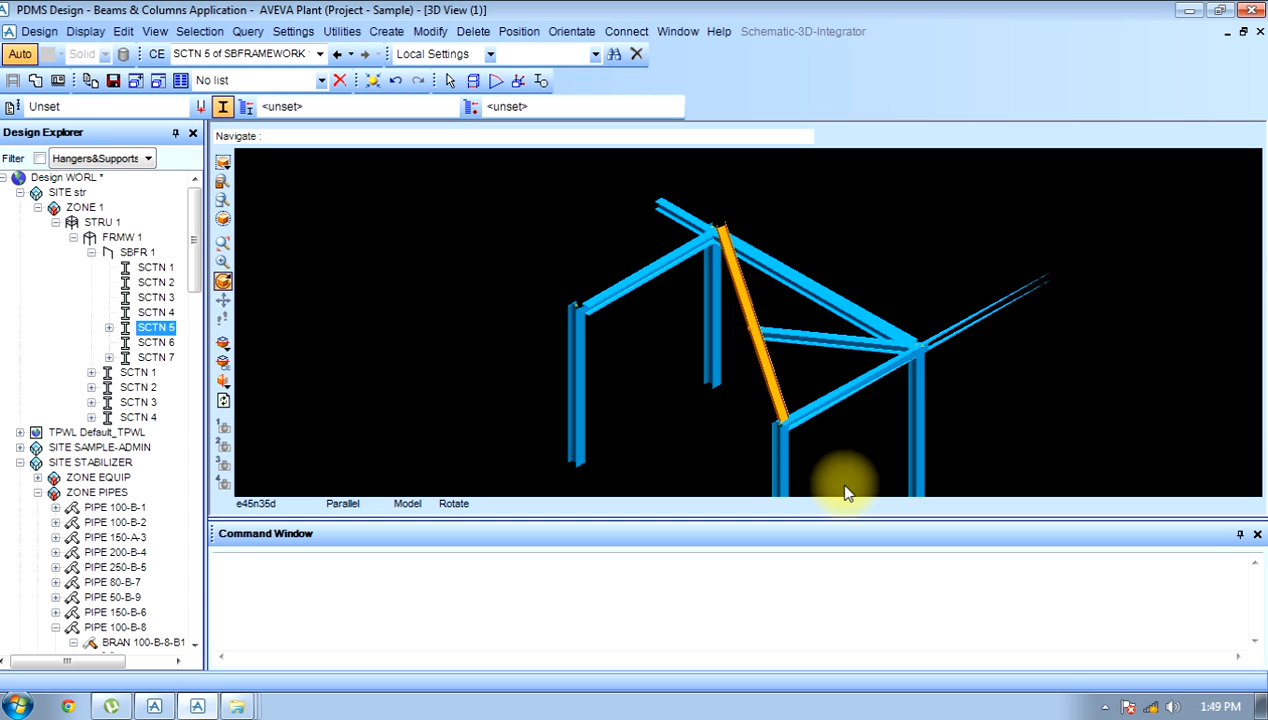 PDMS Design - Beams & Columns Application - AVEVA Plant (Project - Sample) - [3D View (1)]
Design Display Edit View Selection Query Settings Utilities Create Modify Delete Position Orientate Connect Window Help Schematic-3D-Integrator
Auto Solid CE SCTN 5 of SBFRAMEWORK Local Settings
No list
Unset <unset> <unset>
Design Explorer
Navigate :
Filter Hangers&Supports
Design WORL *
SITE str
ZONE 1
STRU 1
FRMW 1
SBFR 1
SCTN 1
SCTN 2
SCTN 3
SCTN 4
SCTN 5
SCTN 6
SCTN 7
SCTN 1
SCTN 2
SCTN 3
SCTN 4
TPWL Default_TPWL
SITE SAMPLE-ADMIN
SITE STABILIZER
ZONE EQUIP
ZONE PIPES
PIPE 100-B-1
PIPE 100-B-2
PIPE 150-A-3
PIPE 200-B-4
PIPE 250-B-5
PIPE 80-B-7
PIPE 50-B-9
PIPE 150-B-6
PIPE 100-B-8
BRAN 100-B-8-B1
1
2
3
4
e45n35d Parallel Model Rotate
Command Window
1:49 PM